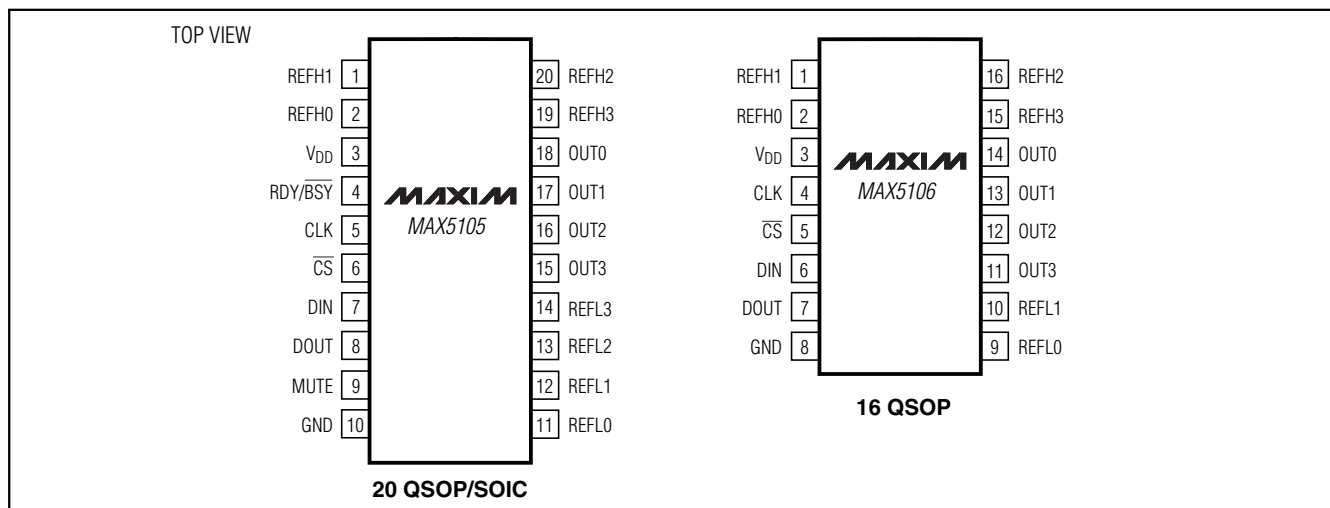 TOP VIEW
REFH1 1
REFH0 2
VDD 3
RDY/BSY 4
CLK 5
CS 6
DIN 7
DOUT 8
MUTE 9
GND 10
MAXIM
MAX5105
20 REFH2
19 REFH3
18 OUT0
17 OUT1
16 OUT2
15 OUT3
14 REFL3
13 REFL2
12 REFL1
11 REFL0
20 QSOP/SOIC
REFH1 1
REFH0 2
VDD 3
CLK 4
CS 5
DIN 6
DOUT 7
GND 8
MAXIM
MAX5106
16 REFH2
15 REFH3
14 OUT0
13 OUT1
12 OUT2
11 OUT3
10 REFL1
9 REFL0
16 QSOP